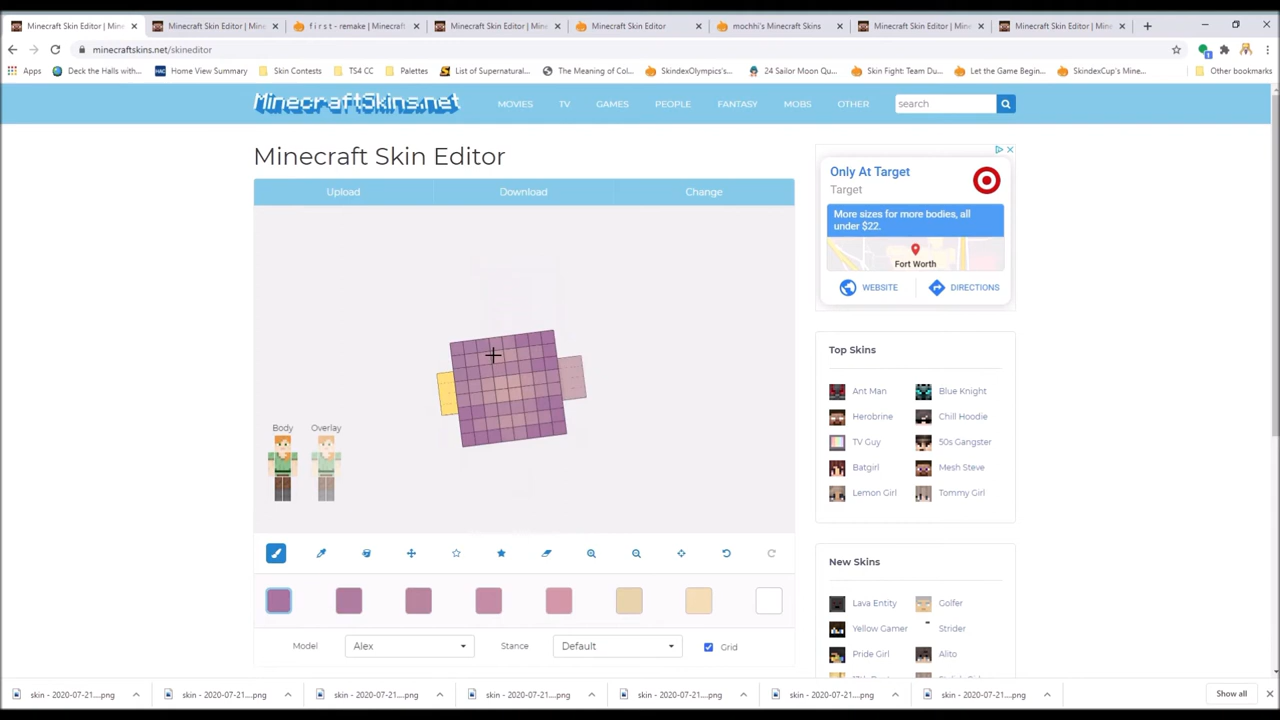 Minecraft Skin Editor
Minecraft Skin Editor | Mi
f i r s t - remake | Minecraft
Minecraft Skin Editor | Min
Minecraft Skin Editor
mochhi's Minecraft Skins
Minecraft Skin Editor | Min
Minecraft Skin Editor | Min
minecraftskins.net/skineditor
Apps
Deck the Halls with...
Home View Summary
Skin Contests
TS4 CC
Palettes
List of Supernatural...
The Meaning of Col...
SkindexOlympics's...
24 Sailor Moon Qu...
Skin Fight: Team Du...
Let the Game Begin...
SkindexCup's Mine...
Other bookmarks
MinecraftSkins.net
MOVIES
TV
GAMES
PEOPLE
FANTASY
MOBS
OTHER
search
Minecraft Skin Editor
Upload
Download
Change
Body
Overlay
Model
Alex
Stance
Default
Grid
Only At Target
Target
More sizes for more bodies, all
under $22.
Fort Worth
WEBSITE
DIRECTIONS
Top Skins
Ant Man
Blue Knight
Herobrine
Chill Hoodie
TV Guy
50s Gangster
Batgirl
Mesh Steve
Lemon Girl
Tommy Girl
New Skins
Lava Entity
Golfer
Yellow Gamer
Strider
Pride Girl
Alito
skin - 2020-07-21....png
skin - 2020-07-21....png
skin - 2020-07-21....png
skin - 2020-07-21....png
skin - 2020-07-21....png
skin - 2020-07-21....png
skin - 2020-07-21....png
Show all